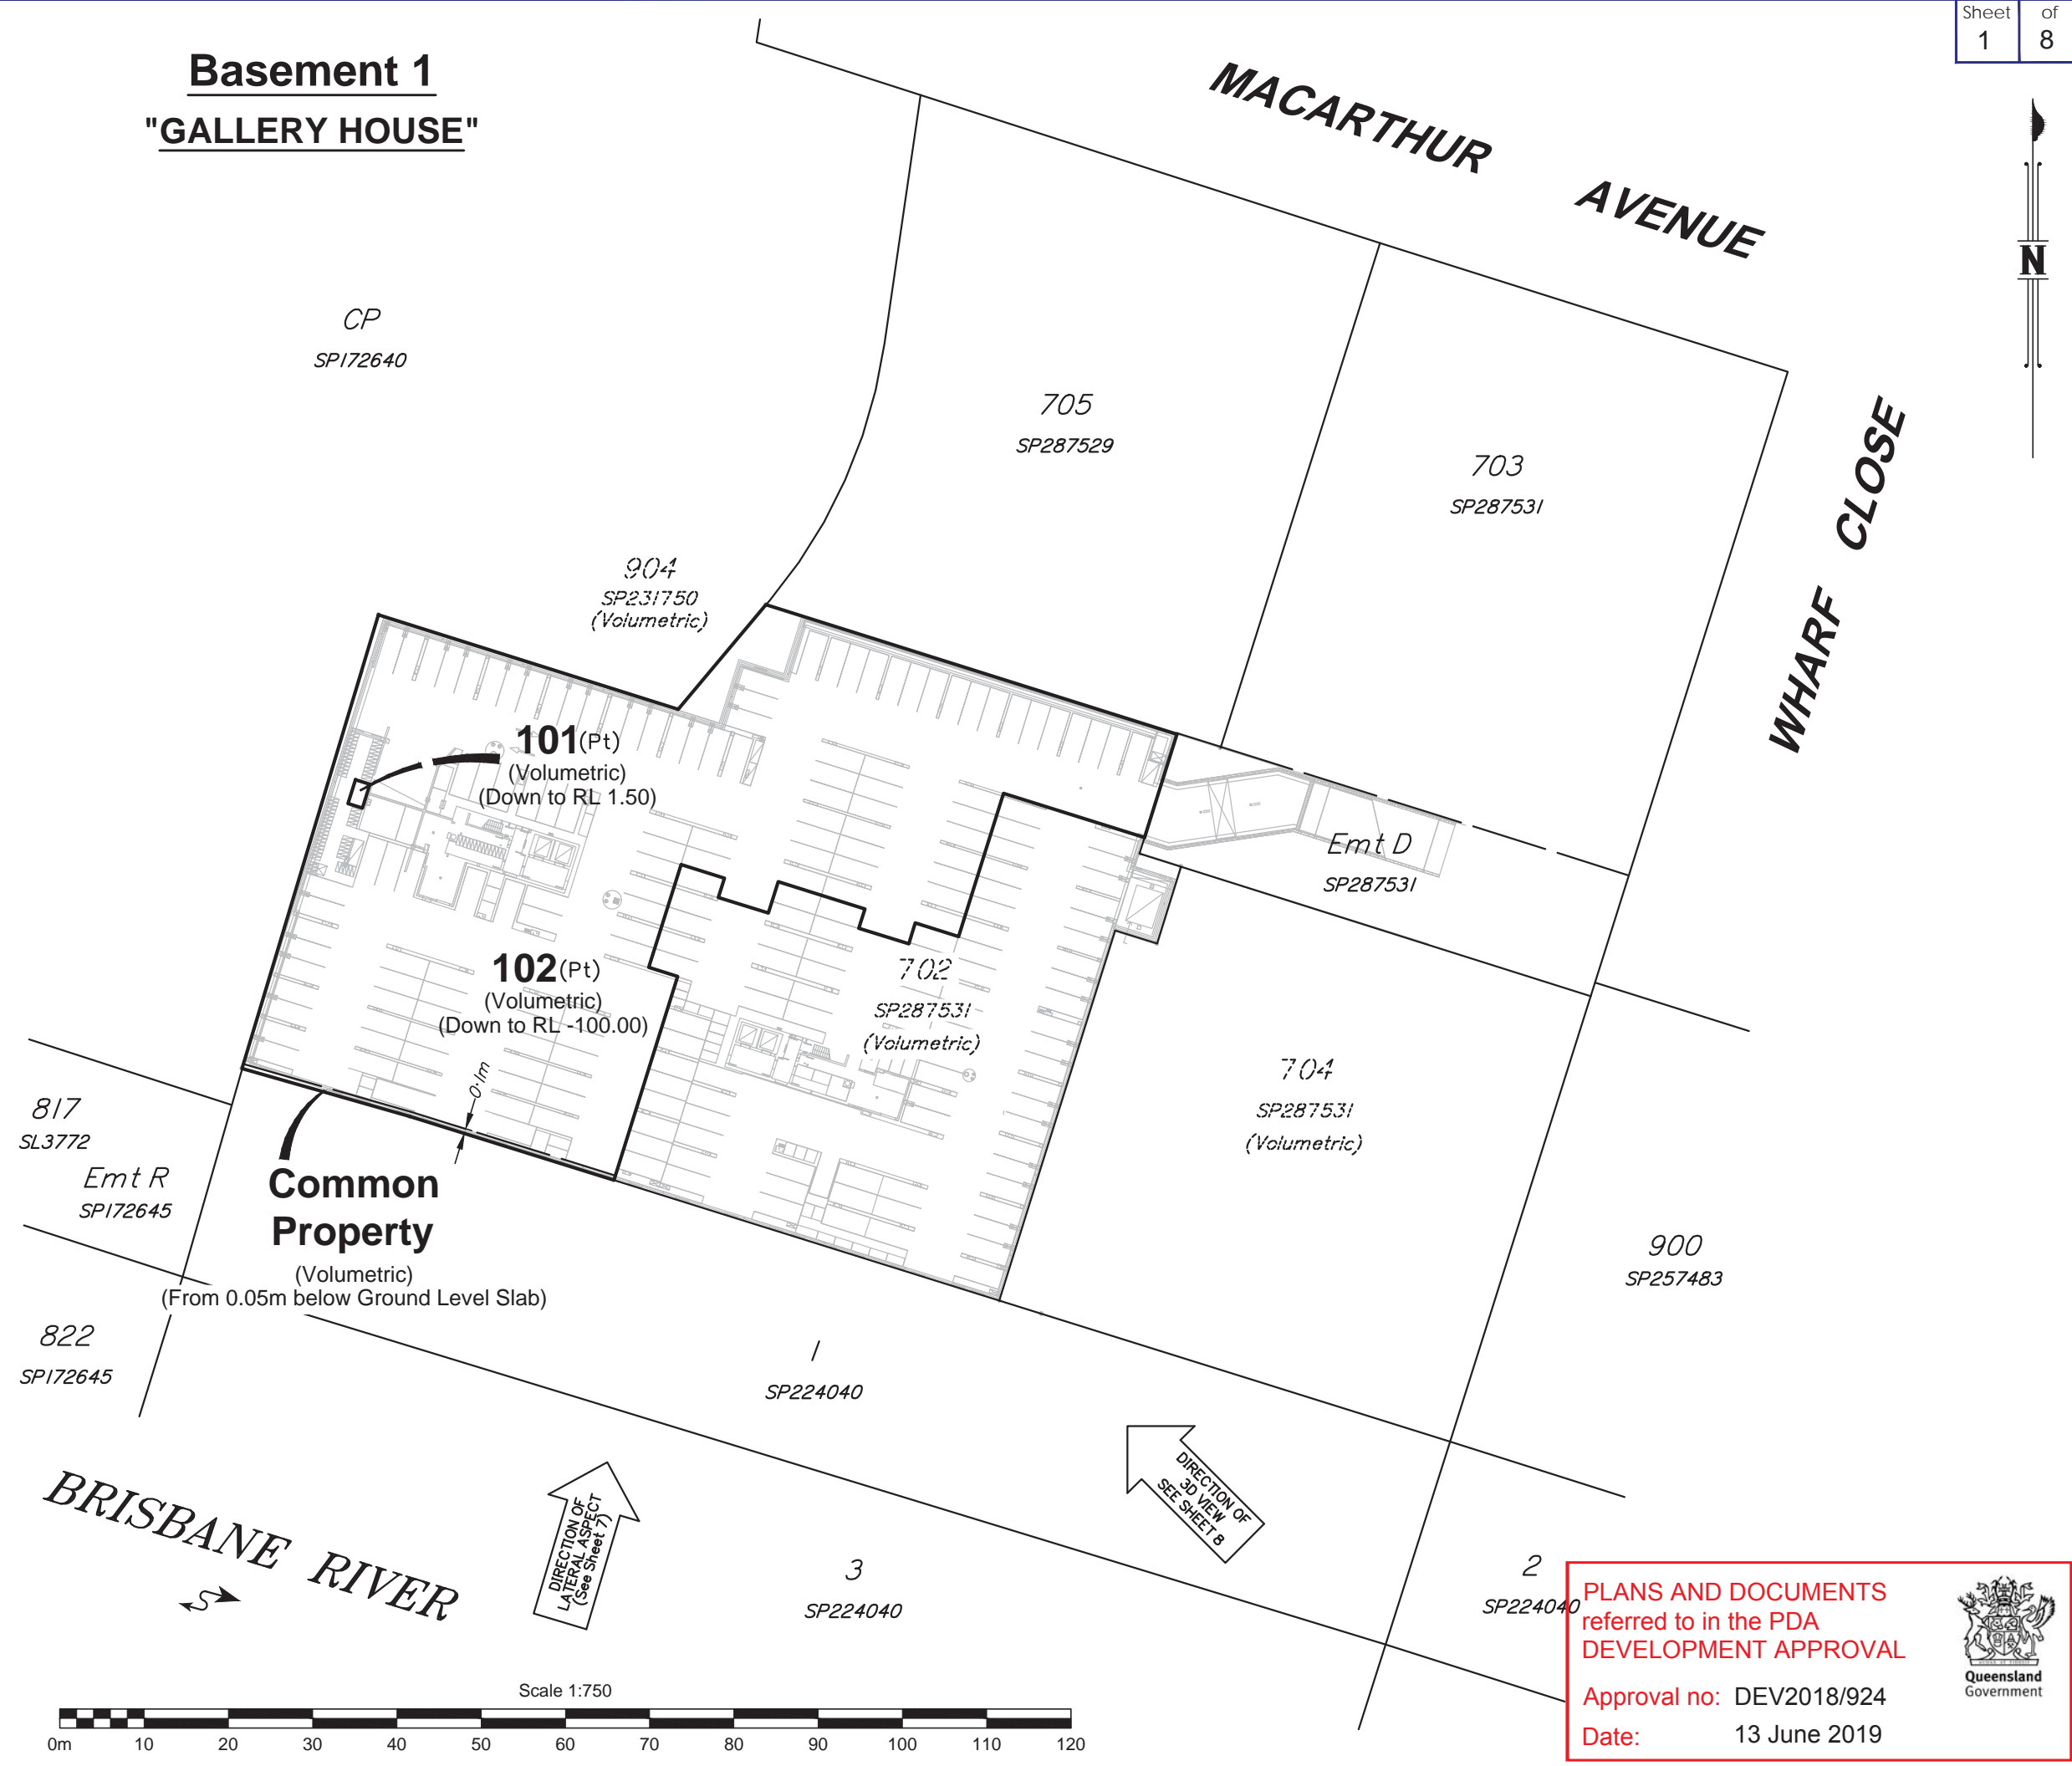 Sheet of
1 8
Basement 1
"GALLERY HOUSE"
MACARTHUR AVENUE
N
CP
SP172640
705
SP287529
703
SP287531
WHARF CLOSE
904
SP231750
(Volumetric)
101(Pt)
(Volumetric)
(Down to RL 1.50)
Emt D
SP287531
102(Pt)
(Volumetric)
(Down to RL -100.00)
702
SP287531
(Volumetric)
0·1m
704
SP287531
(Volumetric)
817
SL3772
Emt R
SP172645
Common
Property
(Volumetric)
(From 0.05m below Ground Level Slab)
900
SP257483
822
SP172645
1
SP224040
DIRECTION OF
3D VIEW
SEE SHEET 8
DIRECTION OF
LATERAL ASPECT
(See Sheet 7)
BRISBANE RIVER
S
3
SP224040
2
SP224040
PLANS AND DOCUMENTS
referred to in the PDA
DEVELOPMENT APPROVAL
Queensland
Government
Approval no: DEV2018/924
Date: 13 June 2019
Scale 1:750
0m 10 20 30 40 50 60 70 80 90 100 110 120